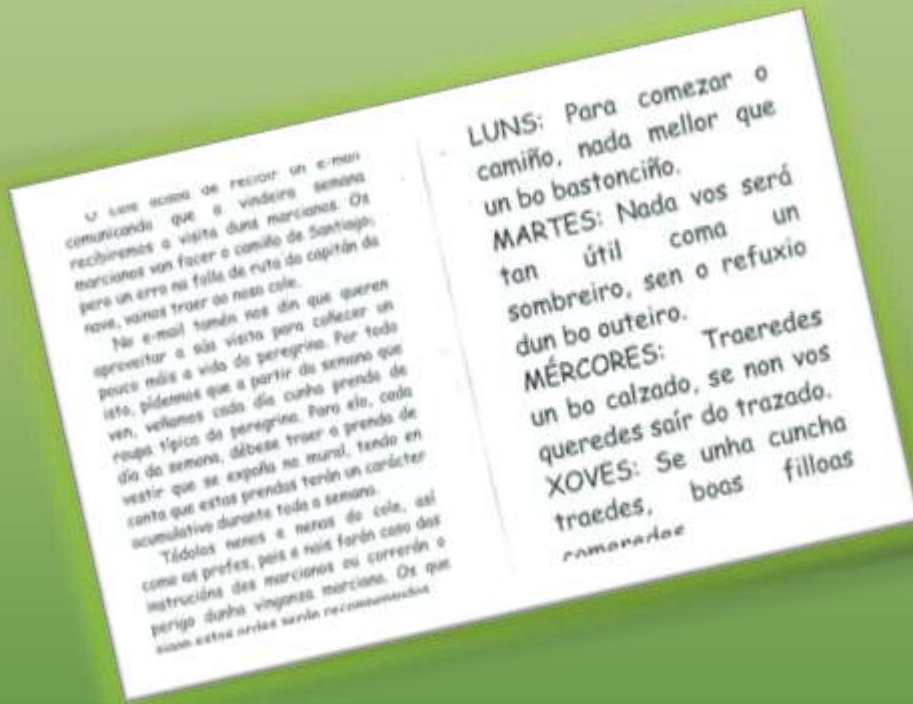 O cole acaba de recibir un e-mail
comunicando que a vindeira semana
recibiremos a visita duns marcianos. Os
marcianos van facer o camiño de Santiago;
pero un erro na folla de ruta do capitán da
nave, vainos traer ao noso cole.
No e-mail tamén nos din que queren
aproveitar a súa visita para coñecer un
pouco máis a vida do peregrino. Por todo
isto, pídennos que a partir da semana que
ven, veñamos cada día cunha prenda de
roupa típica do peregrino. Para elo, cada
día da semana, débese traer a prenda de
vestir que se expoña no mural, tendo en
conta que estas prendas terán un carácter
acumulativo durante toda a semana.
Tódolos nenos e nenas do cole, así
como os profes, pais e nais farán caso das
instrucións dos marcianos ou correrán o
perigo dunha vinganza marciana. Os que
sigan estas ordes serán recompensados
LUNS: Para comezar o
camiño, nada mellor que
un bo bastonciño.
MARTES: Nada vos será
tan útil coma un
sombreiro, sen o refuxio
dun bo outeiro.
MÉRCORES: Traeredes
un bo calzado, se non vos
queredes saír do trazado.
XOVES: Se unha cuncha
traedes, boas filloas
comeredes